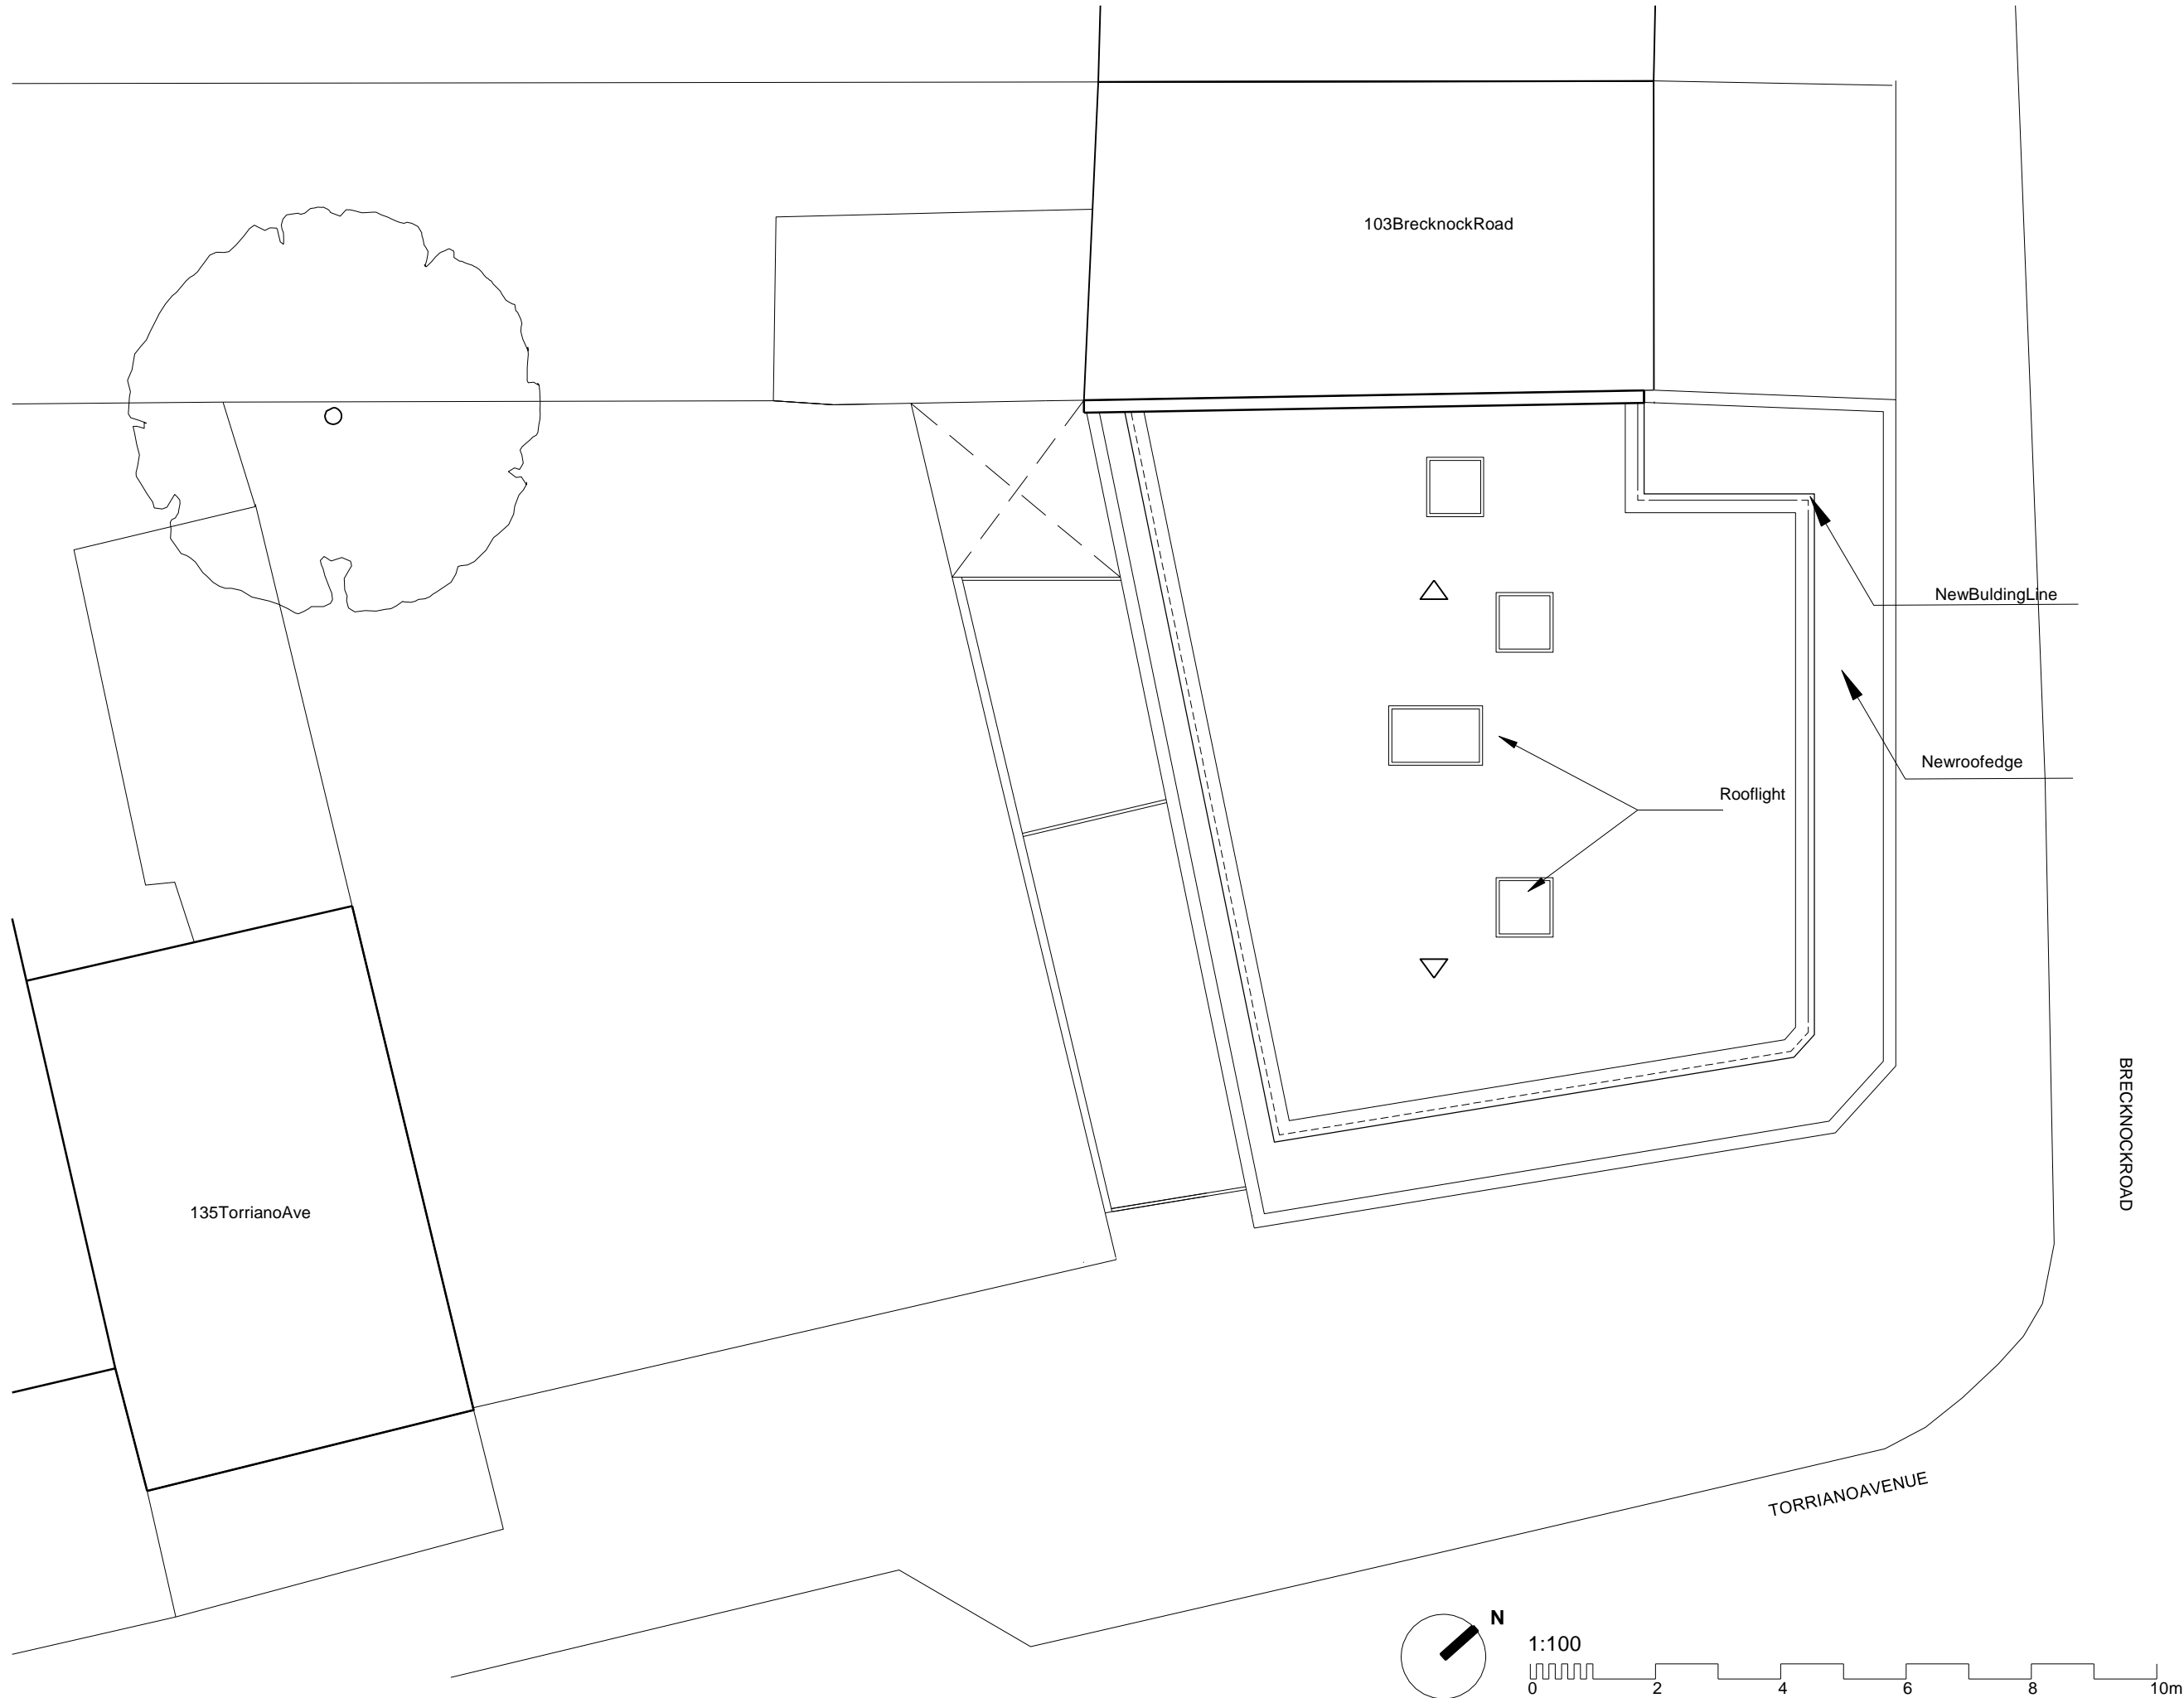 103BrecknockRoad
NewBuldingLine
Newroofedge
Rooflight
BRECKNOCKROAD
135TorrianoAve
TORRIANOAVENUE
N
1:100
0 2 4 6 8 10m